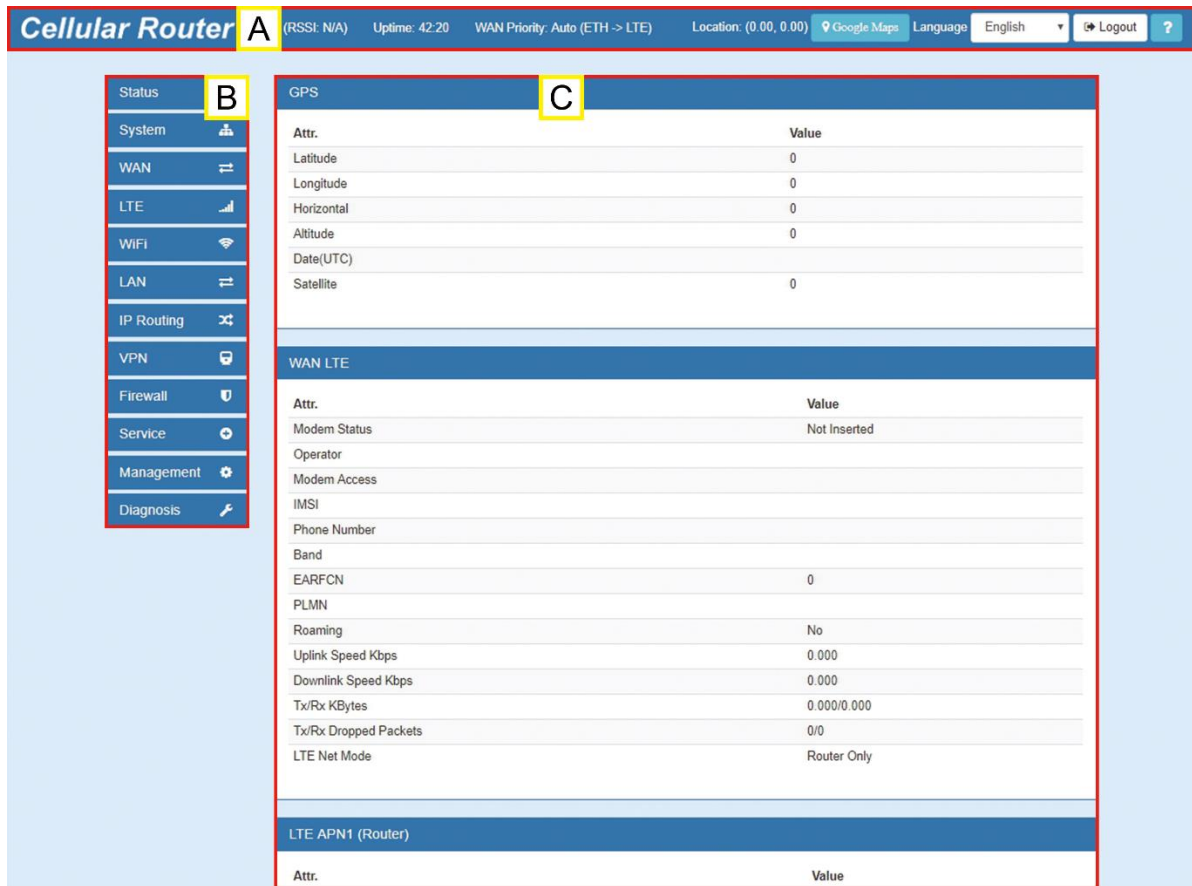 Cellular Router A (RSSI: N/A) Uptime: 42:20 WAN Priority: Auto (ETH -> LTE) Location: (0.00, 0.00) Google Maps Language English Logout ?
Status B
System
WAN
LTE
WiFi
LAN
IP Routing
VPN
Firewall
Service
Management
Diagnosis
GPS C
Attr. Value
Latitude 0
Longitude 0
Horizontal 0
Altitude 0
Date(UTC)
Satellite 0
WAN LTE
Attr. Value
Modem Status Not Inserted
Operator
Modem Access
IMSI
Phone Number
Band
EARFCN 0
PLMN
Roaming No
Uplink Speed Kbps 0.000
Downlink Speed Kbps 0.000
Tx/Rx KBytes 0.000/0.000
Tx/Rx Dropped Packets 0/0
LTE Net Mode Router Only
LTE APN1 (Router)
Attr. Value